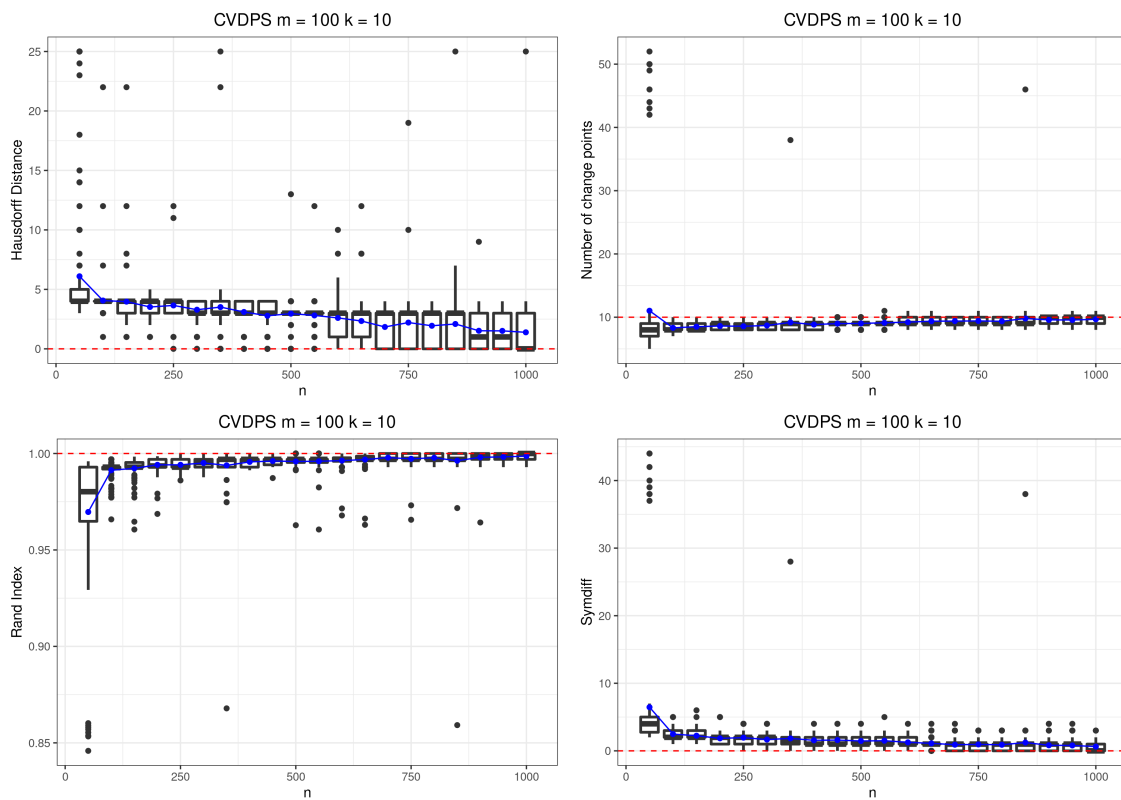 CVDPS m = 100 k = 10
Hausdorff Distance
25
20
15
10
5
0
0 250 500 750 1000
n
CVDPS m = 100 k = 10
Number of change points
50
40
30
20
10
0 250 500 750 1000
n
CVDPS m = 100 k = 10
Rand Index
1.00
0.95
0.90
0.85
0 250 500 750 1000
n
CVDPS m = 100 k = 10
Symdiff
40
30
20
10
0
0 250 500 750 1000
n